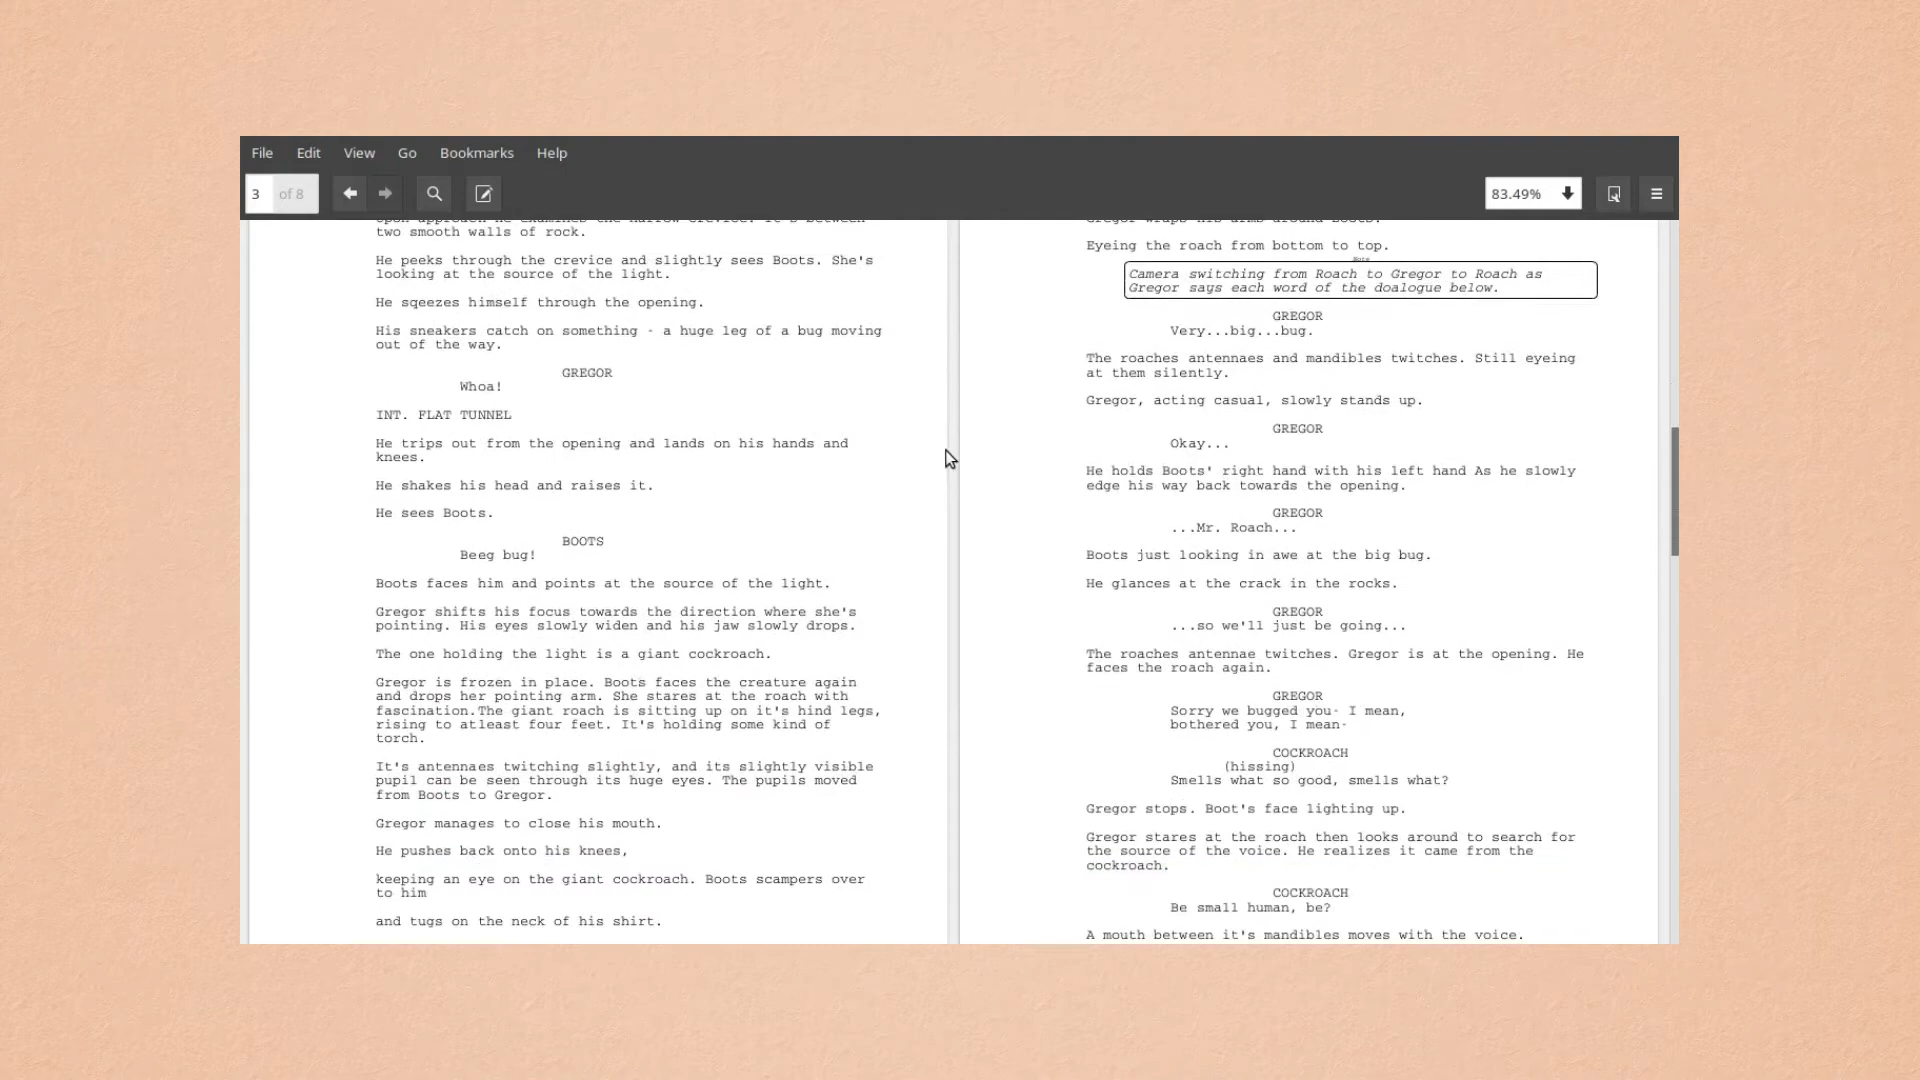 File Edit View Go Bookmarks Help
3 of 8
83.49%
upon approach he examines the narrow crevice. It's between
two smooth walls of rock.
He peeks through the crevice and slightly sees Boots. She's
looking at the source of the light.
He sqeezes himself through the opening.
His sneakers catch on something - a huge leg of a bug moving
out of the way.
GREGOR
Whoa!
INT. FLAT TUNNEL
He trips out from the opening and lands on his hands and
knees.
He shakes his head and raises it.
He sees Boots.
BOOTS
Beeg bug!
Boots faces him and points at the source of the light.
Gregor shifts his focus towards the direction where she's
pointing. His eyes slowly widen and his jaw slowly drops.
The one holding the light is a giant cockroach.
Gregor is frozen in place. Boots faces the creature again
and drops her pointing arm. She stares at the roach with
fascination.The giant roach is sitting up on it's hind legs,
rising to atleast four feet. It's holding some kind of
torch.
It's antennaes twitching slightly, and its slightly visible
pupil can be seen through its huge eyes. The pupils moved
from Boots to Gregor.
Gregor manages to close his mouth.
He pushes back onto his knees,
keeping an eye on the giant cockroach. Boots scampers over
to him
and tugs on the neck of his shirt.
Gregor wraps his arms around Boots.
Eyeing the roach from bottom to top.
Note
Camera switching from Roach to Gregor to Roach as
Gregor says each word of the doalogue below.
GREGOR
Very...big...bug.
The roaches antennaes and mandibles twitches. Still eyeing
at them silently.
Gregor, acting casual, slowly stands up.
GREGOR
Okay...
He holds Boots' right hand with his left hand As he slowly
edge his way back towards the opening.
GREGOR
...Mr. Roach...
Boots just looking in awe at the big bug.
He glances at the crack in the rocks.
GREGOR
...so we'll just be going...
The roaches antennae twitches. Gregor is at the opening. He
faces the roach again.
GREGOR
Sorry we bugged you- I mean,
bothered you, I mean-
COCKROACH
(hissing)
Smells what so good, smells what?
Gregor stops. Boot's face lighting up.
Gregor stares at the roach then looks around to search for
the source of the voice. He realizes it came from the
cockroach.
COCKROACH
Be small human, be?
A mouth between it's mandibles moves with the voice.